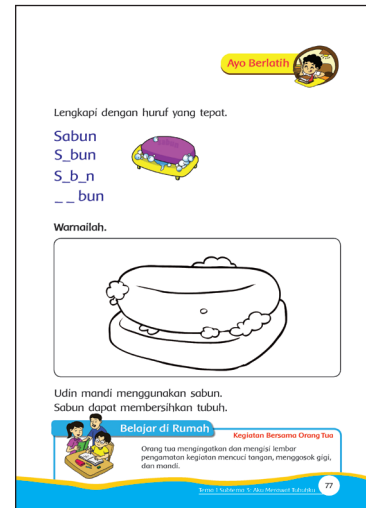 Ayo Berlatih
Lengkapi dengan huruf yang tepat.
Sabun
S_bun
S_b_n
_ _ bun
Warnailah.
Udin mandi menggunakan sabun.
Sabun dapat membersihkan tubuh.
Belajar di Rumah
Kegiatan Bersama Orang Tua
Orang tua mengingatkan dan mengisi lembar
pengamatan kegiatan mencuci tangan, menggosok gigi,
dan mandi.
Tema 1 Subtema 3: Aku Merawat Tubuhku
77